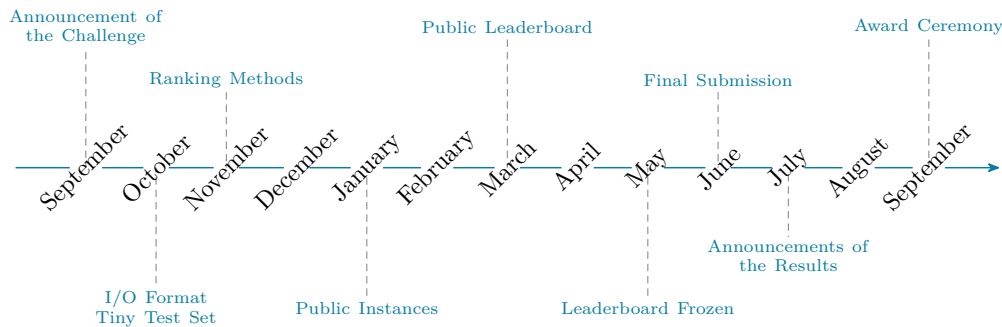 Announcement of
the Challenge
Public Leaderboard
Award Ceremony
Ranking Methods
Final Submission
September
October
November
December
January
February
March
April
May
June
July
August
September
Announcements of
the Results
I/O Format
Tiny Test Set
Public Instances
Leaderboard Frozen